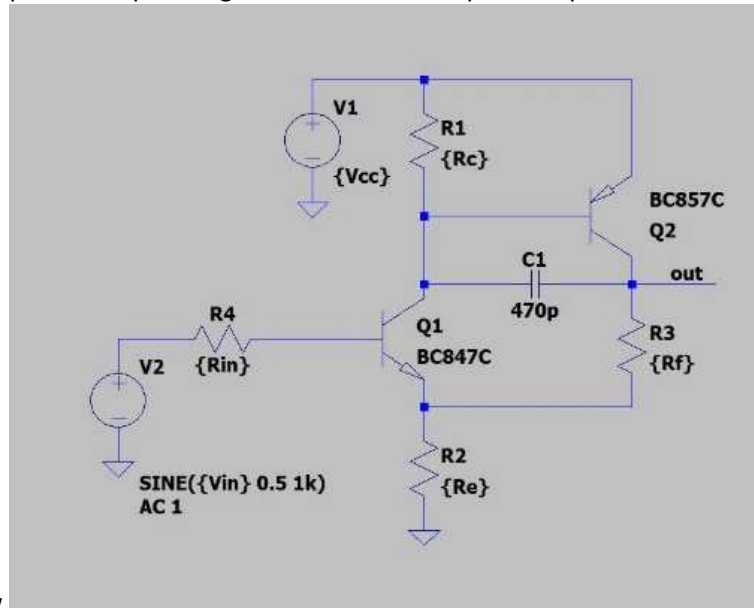 V1
{Vcc}
R1
{Rc}
BC857C
Q2
C1
470p
out
R4
{Rin}
Q1
BC847C
R3
{Rf}
V2
R2
{Re}
SINE({Vin} 0.5 1k)
AC 1